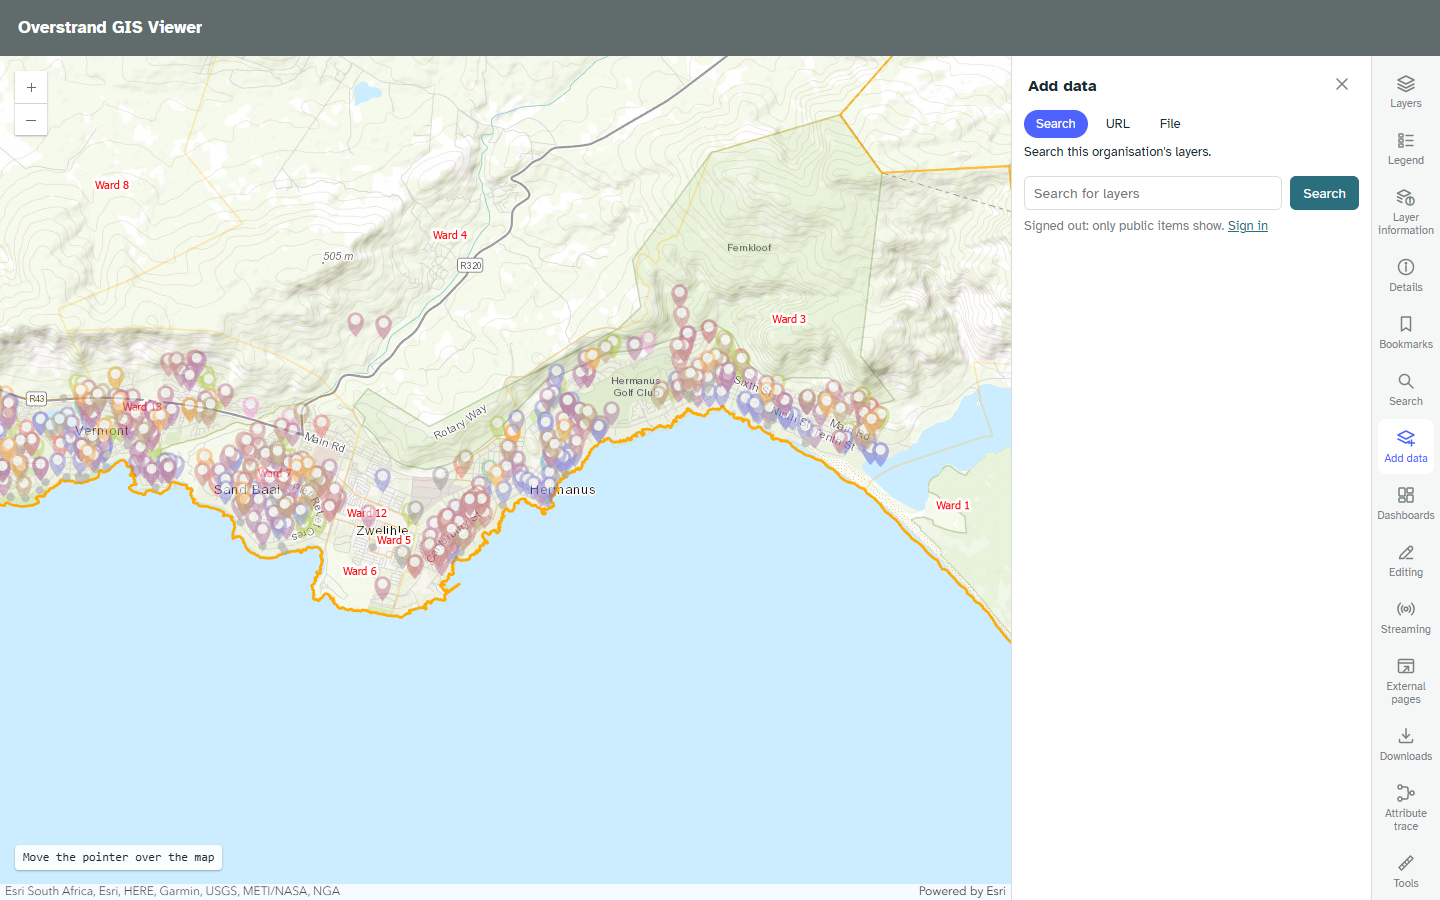 Overstrand GIS Viewer
+
−
Ward 8
Ward 4
505 m
R320
Fernkloof
Ward 3
Hermanus
Golf Club
R43
Vermont
Rotary Way
Main Rd
Sixth St
Main Rd
Ward 7
Sand Baai
Hermanus
Ward 12
Zwelihle
Ward 5
Ward 6
Ward 1
Move the pointer over the map
Esri South Africa, Esri, HERE, Garmin, USGS, METI/NASA, NGA
Powered by Esri
Add data
Search
URL
File
Search this organisation's layers.
Search for layers
Search
Signed out: only public items show. Sign in
Layers
Legend
Layer
information
Details
Bookmarks
Search
Add data
Dashboards
Editing
Streaming
External
pages
Downloads
Attribute
trace
Tools